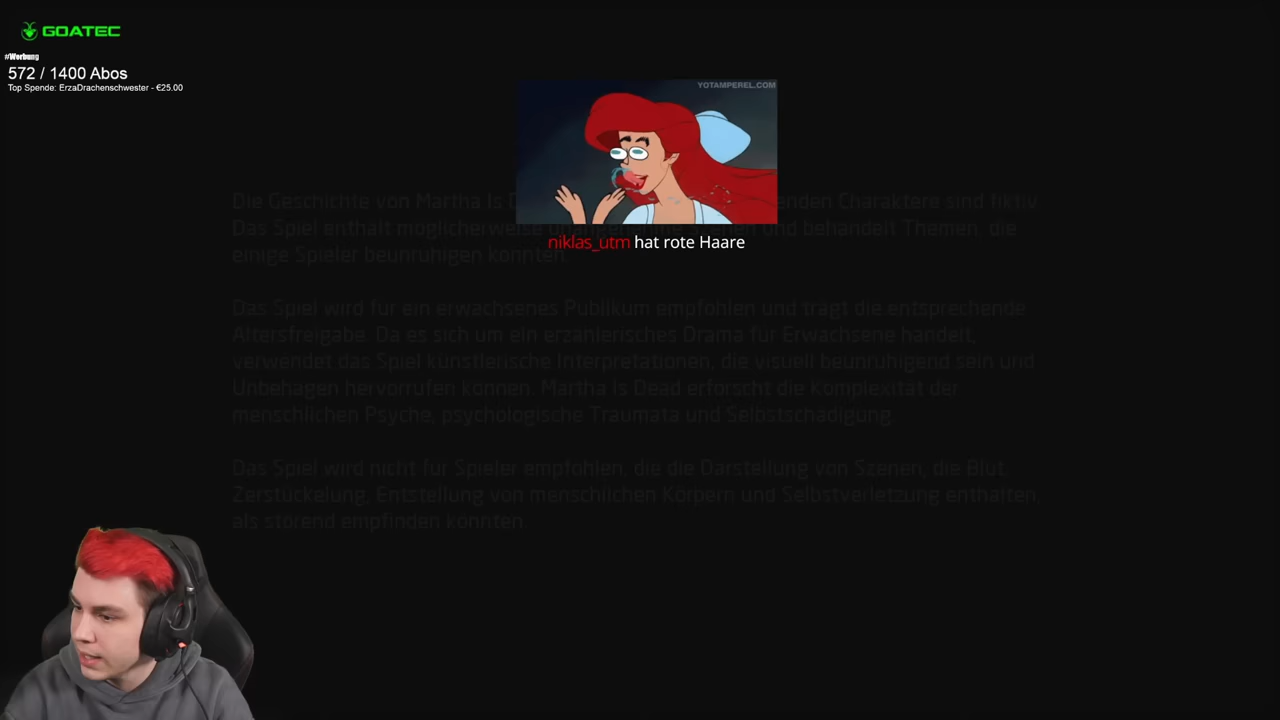 GOATEC
#Werbung
572 / 1400 Abos
Top Spende: ErzaDrachenschwester - €25.00
YOTAMPEREL.COM
niklas_utm hat rote Haare
Die Geschichte von Martha Is D enden Charaktere sind fiktiv
Das Spiel enthält möglicherweise und behandelt Themen, die
einige Spieler beunruhigen könnten.
Das Spiel wird für ein erwachsenes Publikum empfohlen und trägt die entsprechende
Altersfreigabe. Da es sich um ein erzählerisches Drama für Erwachsene handelt,
verwendet das Spiel künstlerische Interpretationen, die visuell beunruhigend sein und
Unbehagen hervorrufen können. Martha Is Dead erforscht die Komplexität der
menschlichen Psyche, psychologische Traumata und Selbstschädigung.
Das Spiel wird nicht für Spieler empfohlen, die die Darstellung von Szenen, die Blut
Zerstückelung, Entstellung von menschlichen Körpern und Selbstverletzung enthalten,
als störend empfinden könnten.